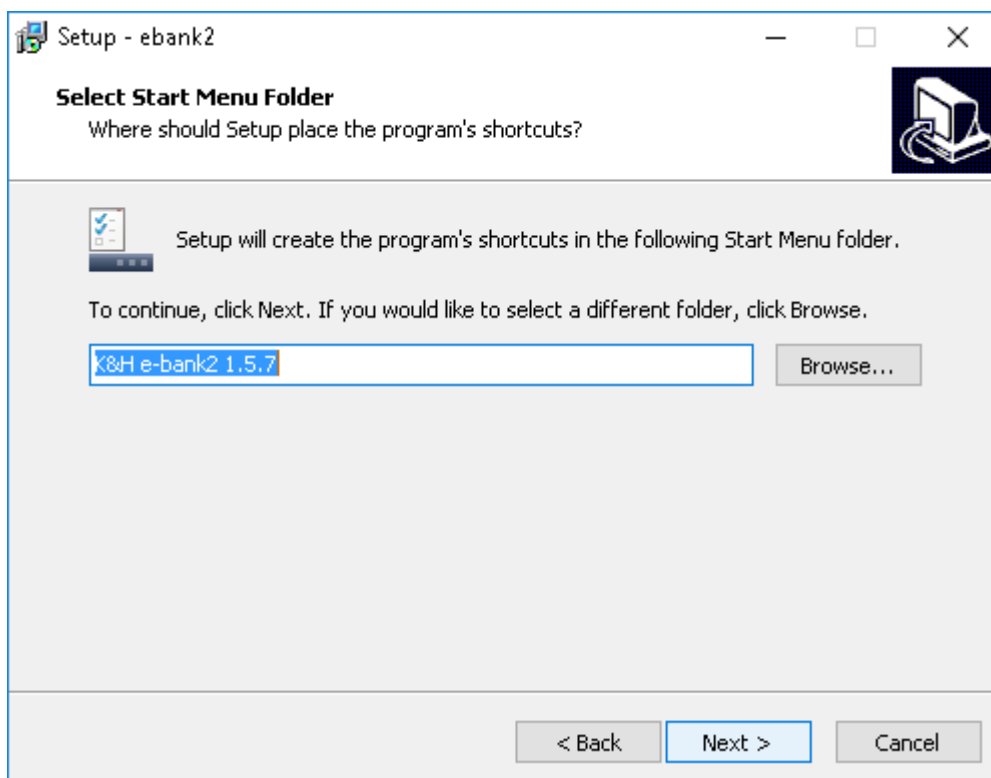 Setup - ebank2
Select Start Menu Folder
Where should Setup place the program's shortcuts?
Setup will create the program's shortcuts in the following Start Menu folder.
To continue, click Next. If you would like to select a different folder, click Browse.
K&H e-bank2 1.5.7
Browse...
< Back
Next >
Cancel